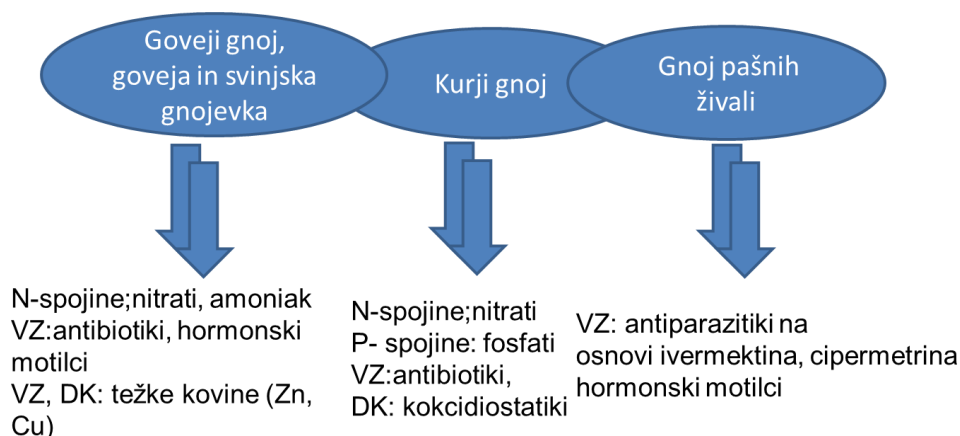 Goveji gnoj,
goveja in svinjska
gnojevka
Kurji gnoj
Gnoj pašnih
živali
N-spojine;nitrati, amoniak
VZ:antibiotiki, hormonski
motilci
VZ, DK: težke kovine (Zn,
Cu)
N-spojine;nitrati
P- spojine: fosfati
VZ:antibiotiki,
DK: kokcidiostatiki
VZ: antiparazitiki na
osnovi ivermektina, cipermetrina
hormonski motilci